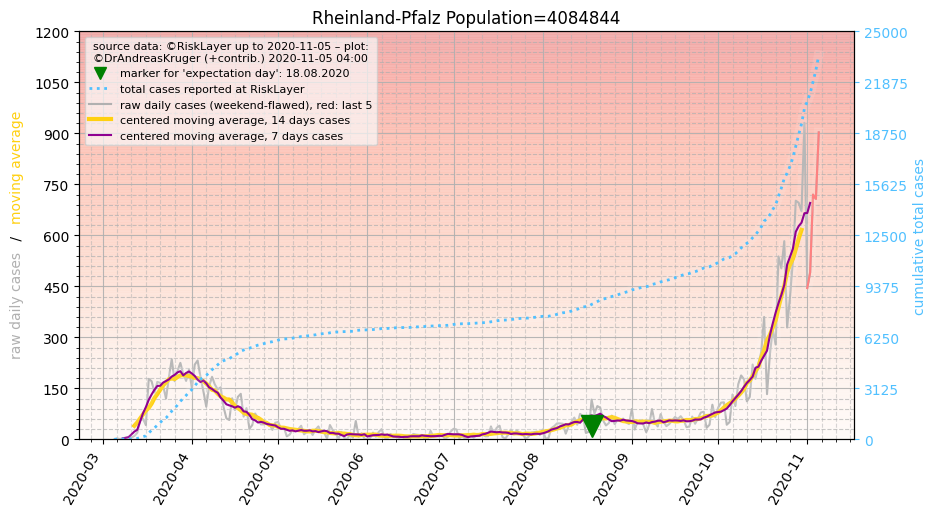 Rheinland-Pfalz Population=4084844
source data: ©RiskLayer up to 2020-11-05 – plot:
©DrAndreasKruger (+contrib.) 2020-11-05 04:00
marker for 'expectation day': 18.08.2020
total cases reported at RiskLayer
raw daily cases (weekend-flawed), red: last 5
centered moving average, 14 days cases
centered moving average, 7 days cases
raw daily cases / moving average
1200
1050
900
750
600
450
300
150
0
25000
21875
18750
15625
12500
9375
6250
3125
0
cumulative total cases
2020-03
2020-04
2020-05
2020-06
2020-07
2020-08
2020-09
2020-10
2020-11